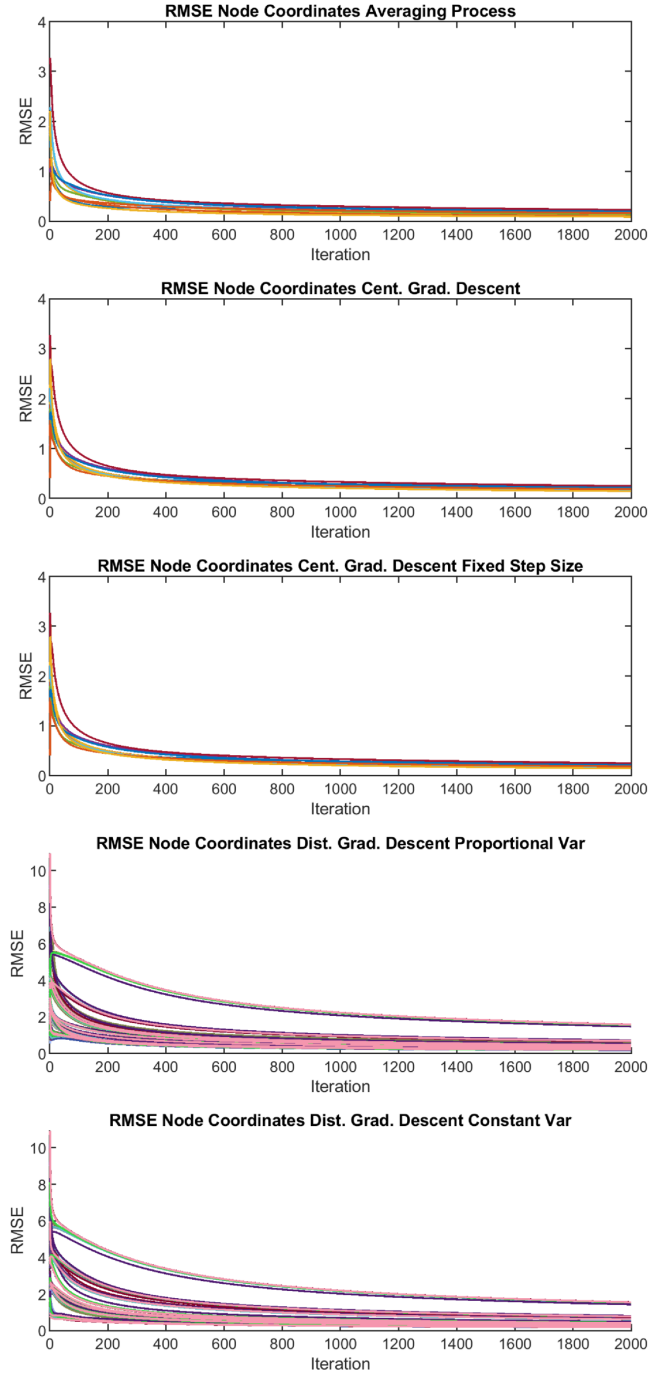 RMSE Node Coordinates Averaging Process
4
3
2
1
0
RMSE
0 200 400 600 800 1000 1200 1400 1600 1800 2000
Iteration
RMSE Node Coordinates Cent. Grad. Descent
4
3
2
1
0
RMSE
0 200 400 600 800 1000 1200 1400 1600 1800 2000
Iteration
RMSE Node Coordinates Cent. Grad. Descent Fixed Step Size
4
3
2
1
0
RMSE
0 200 400 600 800 1000 1200 1400 1600 1800 2000
Iteration
RMSE Node Coordinates Dist. Grad. Descent Proportional Var
10
8
6
4
2
0
RMSE
0 200 400 600 800 1000 1200 1400 1600 1800 2000
Iteration
RMSE Node Coordinates Dist. Grad. Descent Constant Var
10
8
6
4
2
0
RMSE
0 200 400 600 800 1000 1200 1400 1600 1800 2000
Iteration